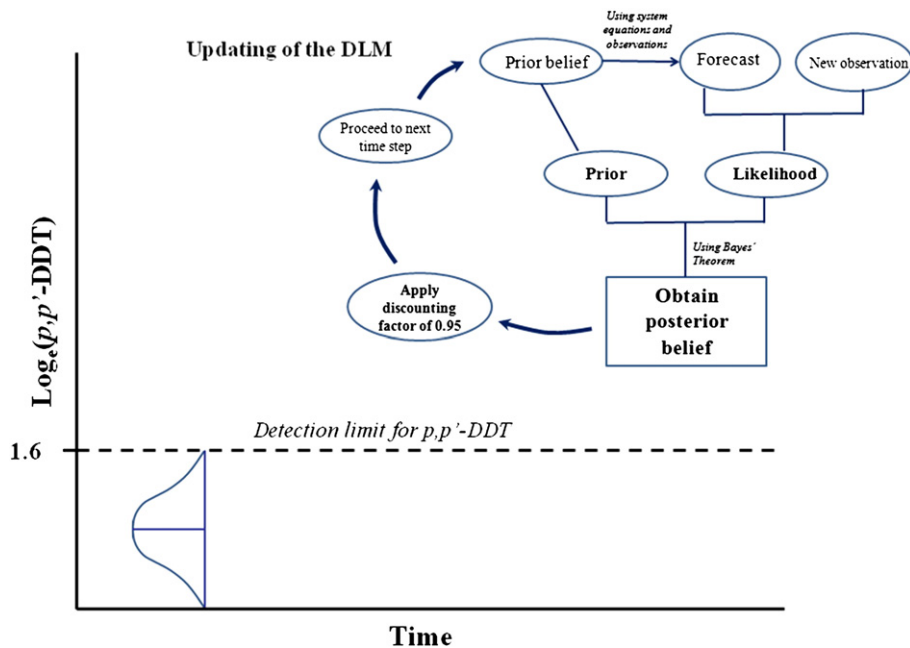 Updating of the DLM
Using system
equations and
observations
Prior belief
Forecast
New observation
Proceed to next
time step
Prior
Likelihood
Using Bayes'
Theorem
Apply
discounting
factor of 0.95
Obtain
posterior
belief
Logₑ(p,p'-DDT)
Detection limit for p,p'-DDT
1.6
Time